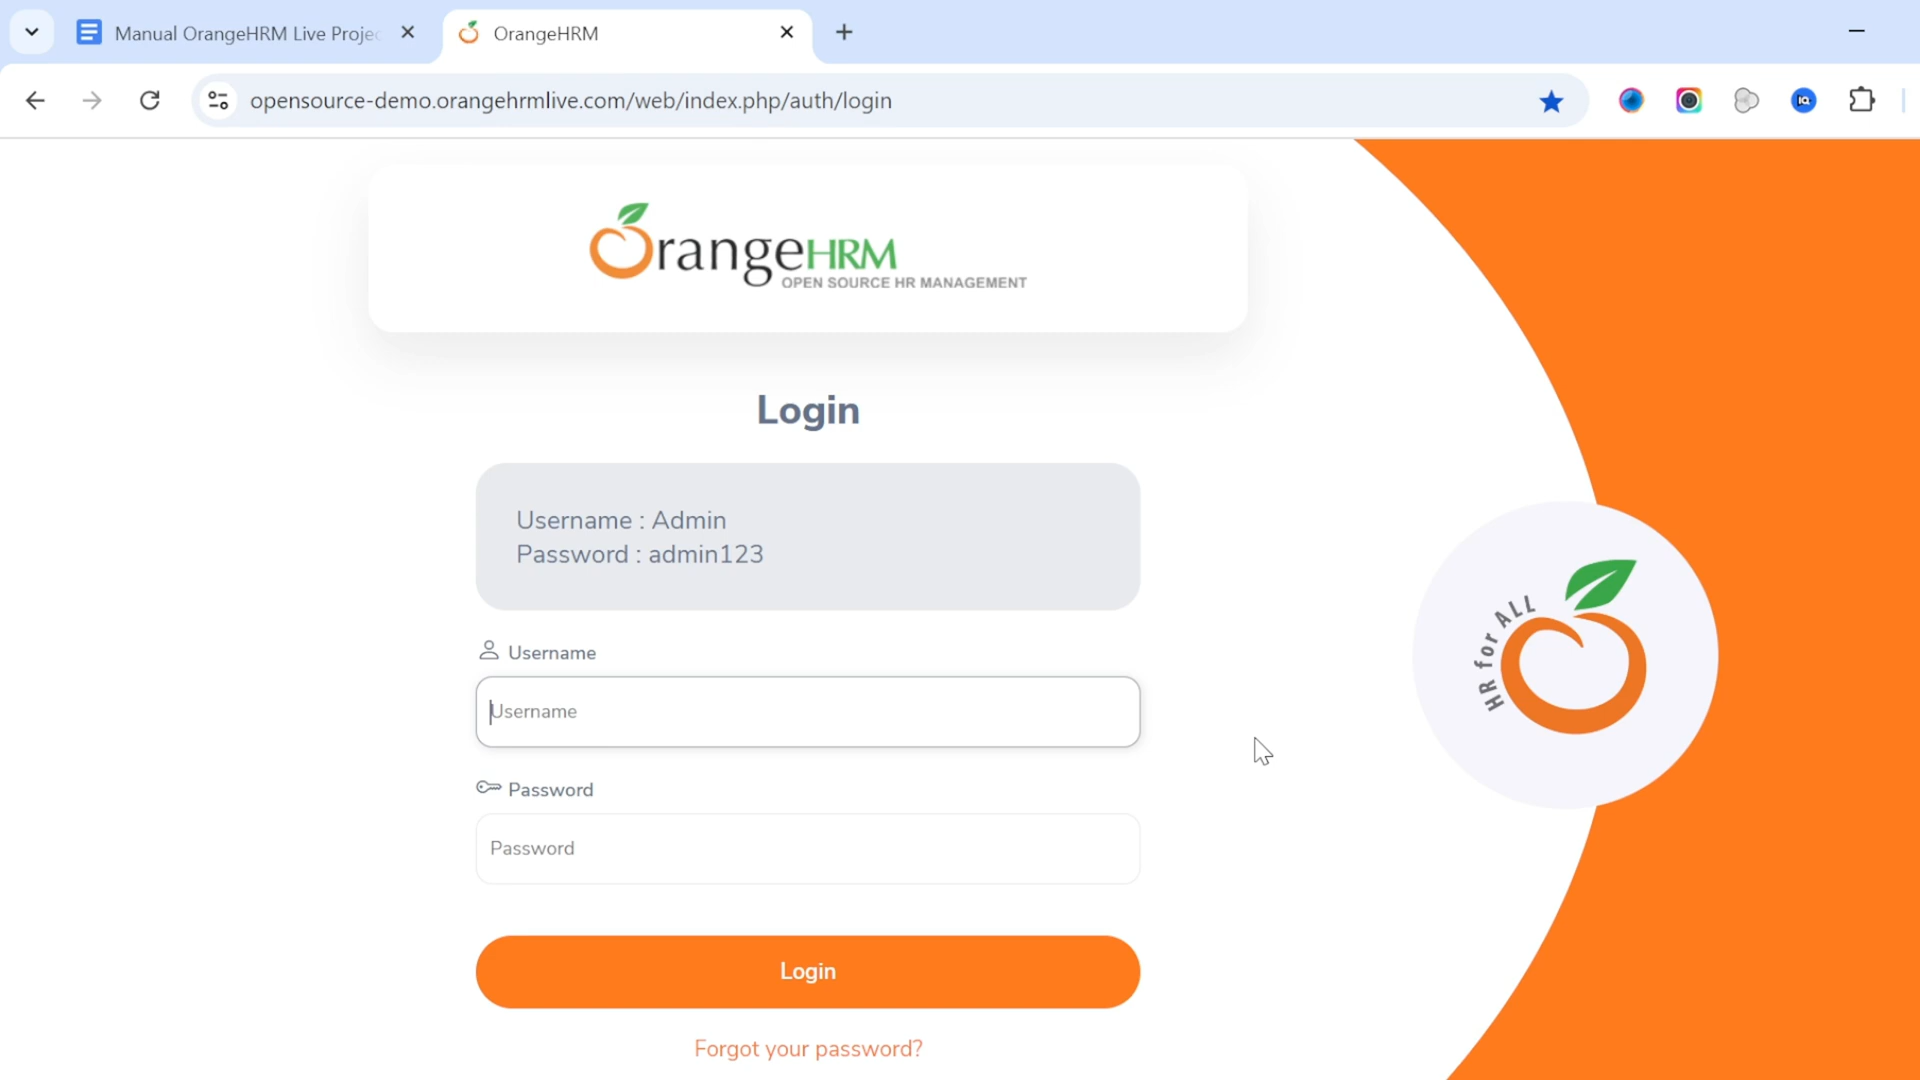 Manual OrangeHRM Live Projec
OrangeHRM
opensource-demo.orangehrmlive.com/web/index.php/auth/login
OrangeHRM
OPEN SOURCE HR MANAGEMENT
Login
Username : Admin
Password : admin123
Username
Username
Password
Password
Login
Forgot your password?
HR for ALL